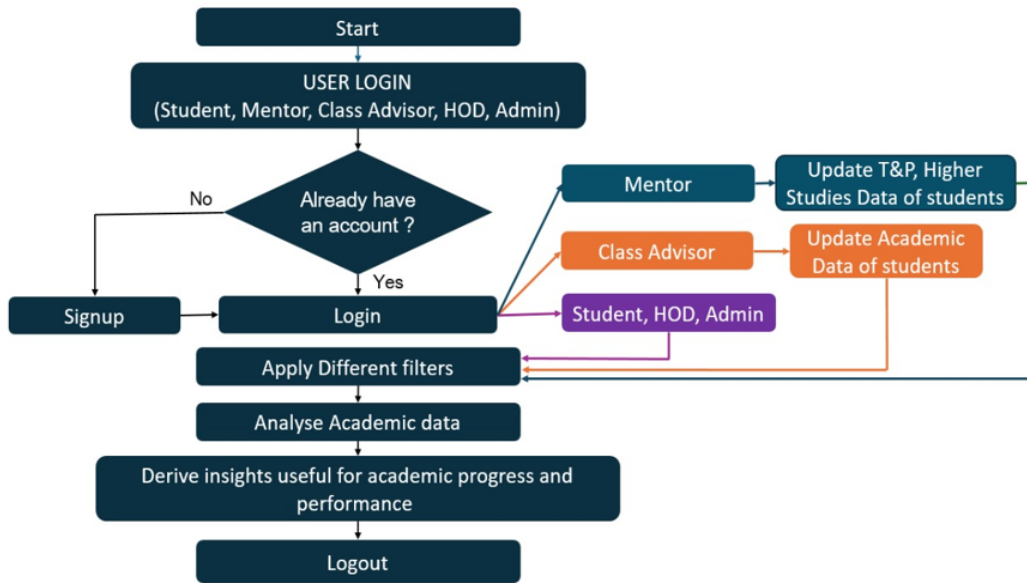 Start
USER LOGIN
(Student, Mentor, Class Advisor, HOD, Admin)
Already have
an account ?
No
Yes
Signup
Login
Mentor
Update T&P, Higher
Studies Data of students
Class Advisor
Update Academic
Data of students
Student, HOD, Admin
Apply Different filters
Analyse Academic data
Derive insights useful for academic progress and
performance
Logout